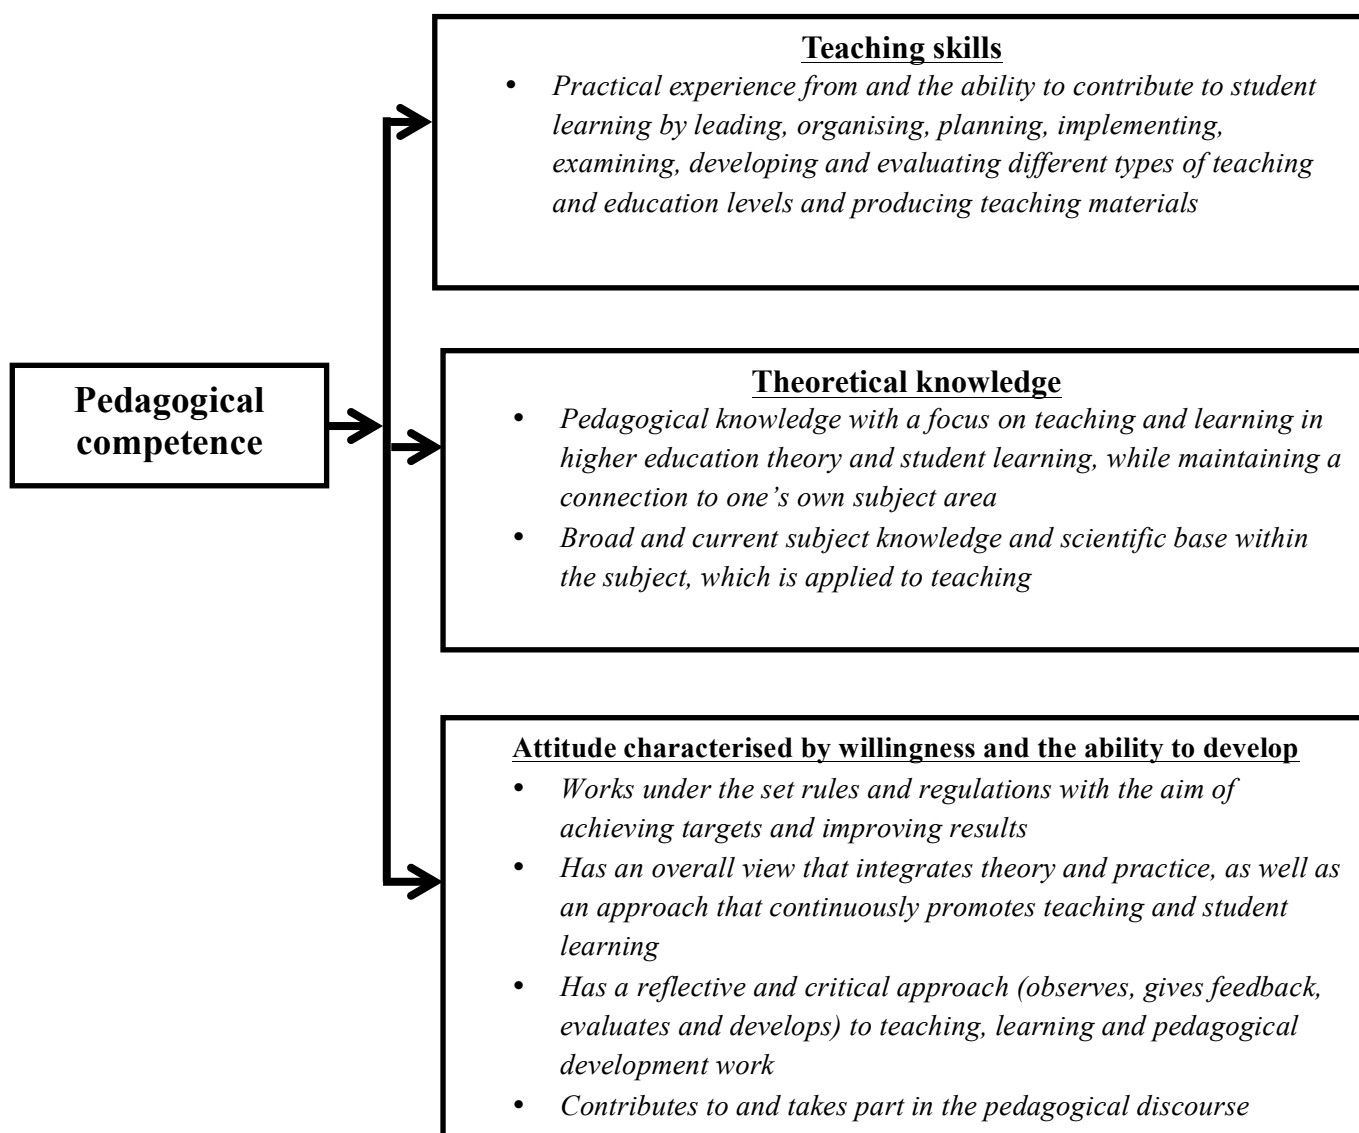 Teaching skills
• Practical experience from and the ability to contribute to student
learning by leading, organising, planning, implementing,
examining, developing and evaluating different types of teaching
and education levels and producing teaching materials
Pedagogical
competence
Theoretical knowledge
• Pedagogical knowledge with a focus on teaching and learning in
higher education theory and student learning, while maintaining a
connection to one’s own subject area
• Broad and current subject knowledge and scientific base within
the subject, which is applied to teaching
Attitude characterised by willingness and the ability to develop
• Works under the set rules and regulations with the aim of
achieving targets and improving results
• Has an overall view that integrates theory and practice, as well as
an approach that continuously promotes teaching and student
learning
• Has a reflective and critical approach (observes, gives feedback,
evaluates and develops) to teaching, learning and pedagogical
development work
• Contributes to and takes part in the pedagogical discourse